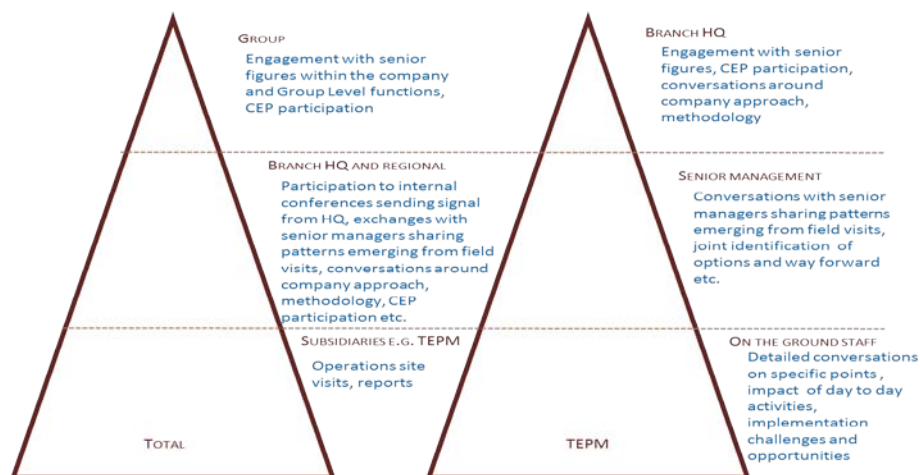 GROUP
Engagement with senior
figures within the company
and Group Level functions,
CEP participation
BRANCH HQ AND REGIONAL
Participation to internal
conferences sending signal
from HQ, exchanges with
senior managers sharing
patterns emerging from field
visits, conversations around
company approach,
methodology, CEP
participation etc.
SUBSIDIARIES E.G. TEPM
Operations site
visits, reports
TOTAL
BRANCH HQ
Engagement with senior
figures, CEP participation,
conversations around
company approach,
methodology
SENIOR MANAGEMENT
Conversations with senior
managers sharing patterns
emerging from field visits,
joint identification of
options and way forward
etc.
ON THE GROUND STAFF
Detailed conversations
on specific points ,
impact of day to day
activities,
implementation
challenges and
opportunities
TEPM